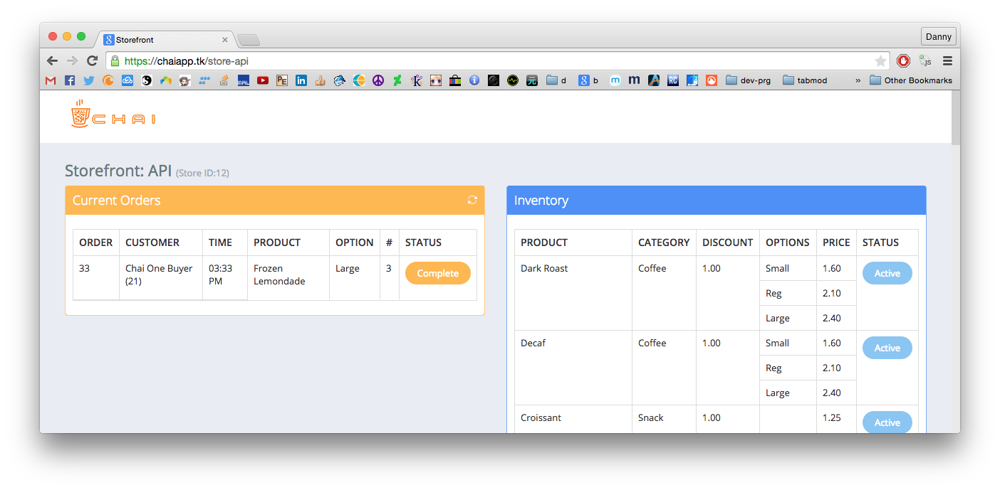 Storefront
Danny
https://chaiapp.tk/store-api
d
b
dev-prg
tabmod
»
Other Bookmarks
CHAI
Storefront: API (Store ID:12)
Current Orders
ORDER CUSTOMER TIME PRODUCT OPTION # STATUS
33 Chai One Buyer 03:33 Frozen Large 3 Complete
(21) PM Lemondade
Inventory
PRODUCT CATEGORY DISCOUNT OPTIONS PRICE STATUS
Dark Roast Coffee 1.00 Small 1.60 Active
Reg 2.10
Large 2.40
Decaf Coffee 1.00 Small 1.60 Active
Reg 2.10
Large 2.40
Croissant Snack 1.00 1.25 Active